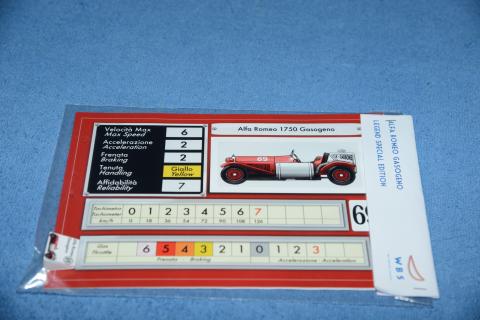 Velocità Max
Max Speed
6
Accelerazione
Acceleration
2
Frenata
Braking
2
Tenuta
Handling
Giallo
Yellow
Affidabilità
Reliability
7
Alfa Romeo 1750 Gasogeno
69
Tachimetro
Tachometer
0 1 2 3 4 5 6 7
km/h
0 18 36 54 72 90 108 126
69
Gas
Throttle
6 5 4 3 2 1 0 1 2 3
Frenata Braking
Accelerazione Acceleration
ALFA ROMEO GASOGENO
LEGEND SPECIAL EDITION
WBS